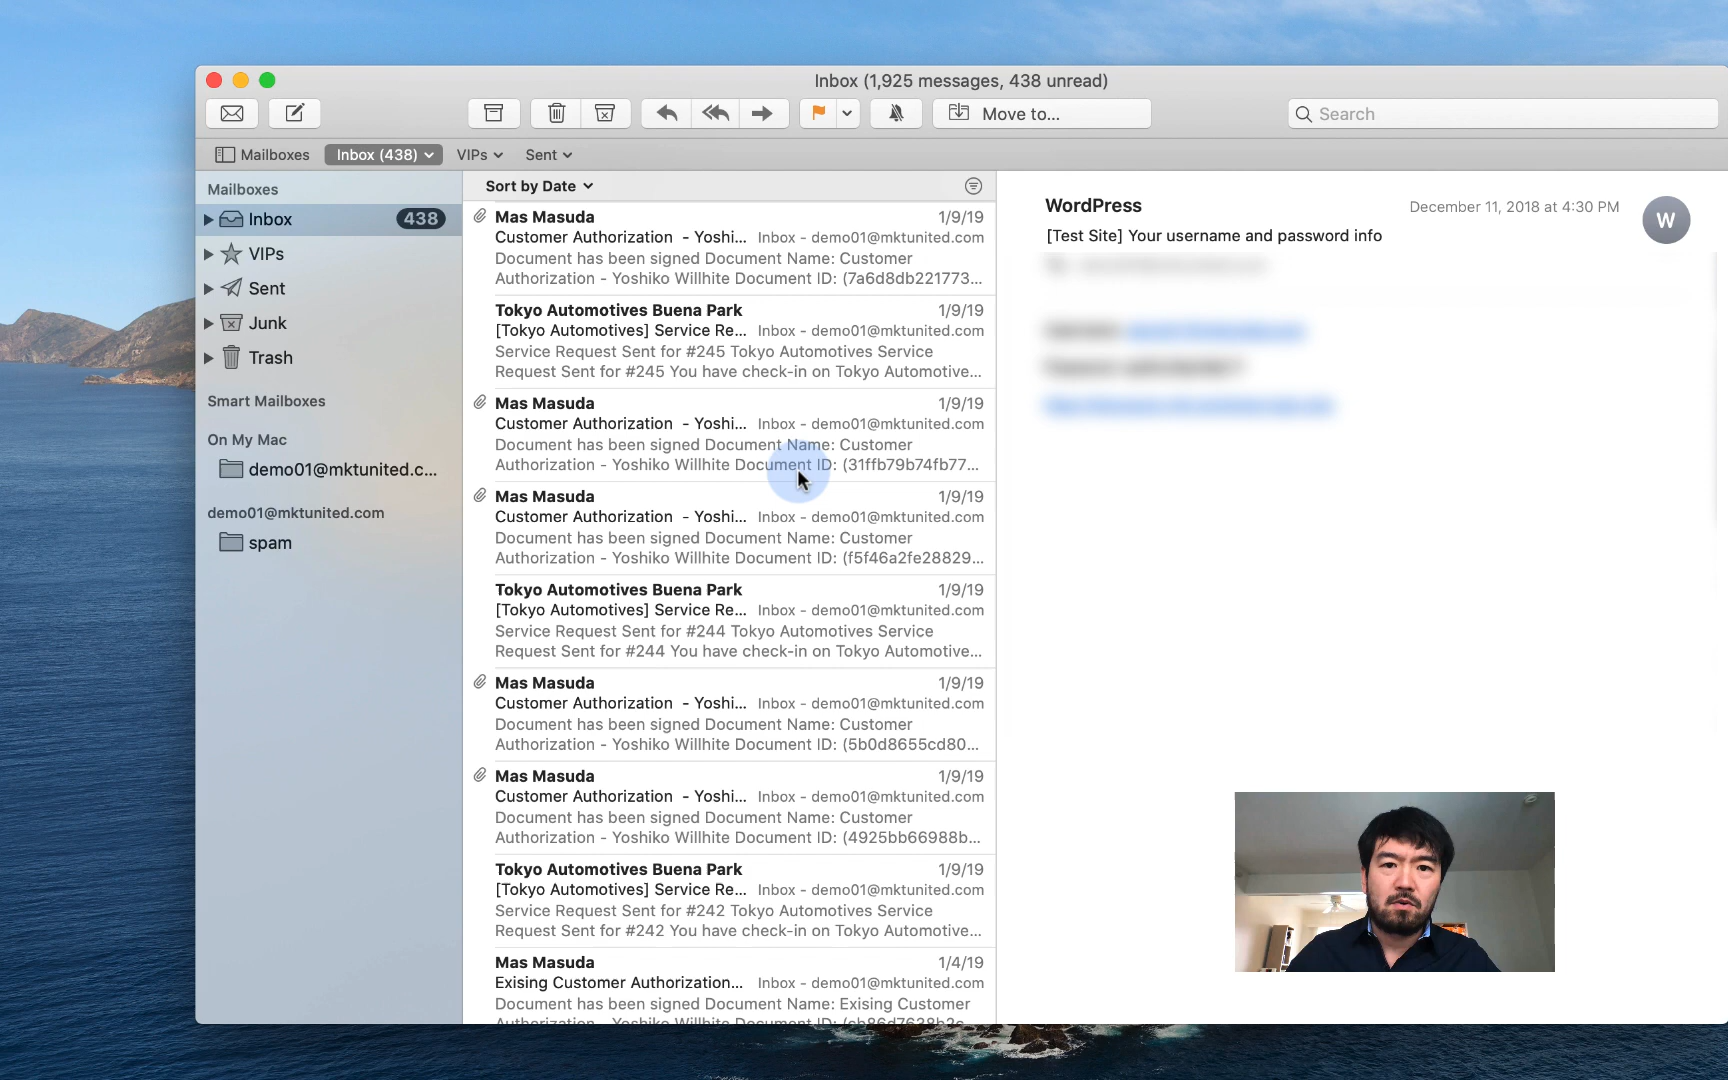 Inbox (1,925 messages, 438 unread)
Move to...
Search
Mailboxes
Inbox (438)
VIPs
Sent
Mailboxes
Inbox
438
VIPs
Sent
Junk
Trash
Smart Mailboxes
On My Mac
demo01@mktunited.c...
demo01@mktunited.com
spam
Sort by Date
Mas Masuda 1/9/19
Customer Authorization - Yoshi... Inbox - demo01@mktunited.com
Document has been signed Document Name: Customer
Authorization - Yoshiko Willhite Document ID: (7a6d8db221773...
Tokyo Automotives Buena Park 1/9/19
[Tokyo Automotives] Service Re... Inbox - demo01@mktunited.com
Service Request Sent for #245 Tokyo Automotives Service
Request Sent for #245 You have check-in on Tokyo Automotive...
Mas Masuda 1/9/19
Customer Authorization - Yoshi... Inbox - demo01@mktunited.com
Document has been signed Document Name: Customer
Authorization - Yoshiko Willhite Document ID: (31ffb79b74fb77...
Mas Masuda 1/9/19
Customer Authorization - Yoshi... Inbox - demo01@mktunited.com
Document has been signed Document Name: Customer
Authorization - Yoshiko Willhite Document ID: (f5f46a2fe28829...
Tokyo Automotives Buena Park 1/9/19
[Tokyo Automotives] Service Re... Inbox - demo01@mktunited.com
Service Request Sent for #244 Tokyo Automotives Service
Request Sent for #244 You have check-in on Tokyo Automotive...
Mas Masuda 1/9/19
Customer Authorization - Yoshi... Inbox - demo01@mktunited.com
Document has been signed Document Name: Customer
Authorization - Yoshiko Willhite Document ID: (5b0d8655cd80...
Mas Masuda 1/9/19
Customer Authorization - Yoshi... Inbox - demo01@mktunited.com
Document has been signed Document Name: Customer
Authorization - Yoshiko Willhite Document ID: (4925bb66988b...
Tokyo Automotives Buena Park 1/9/19
[Tokyo Automotives] Service Re... Inbox - demo01@mktunited.com
Service Request Sent for #242 Tokyo Automotives Service
Request Sent for #242 You have check-in on Tokyo Automotive...
Mas Masuda 1/4/19
Exising Customer Authorization... Inbox - demo01@mktunited.com
Document has been signed Document Name: Exising Customer
Authorization - Yoshiko Willhite Document ID:
WordPress
December 11, 2018 at 4:30 PM
W
[Test Site] Your username and password info